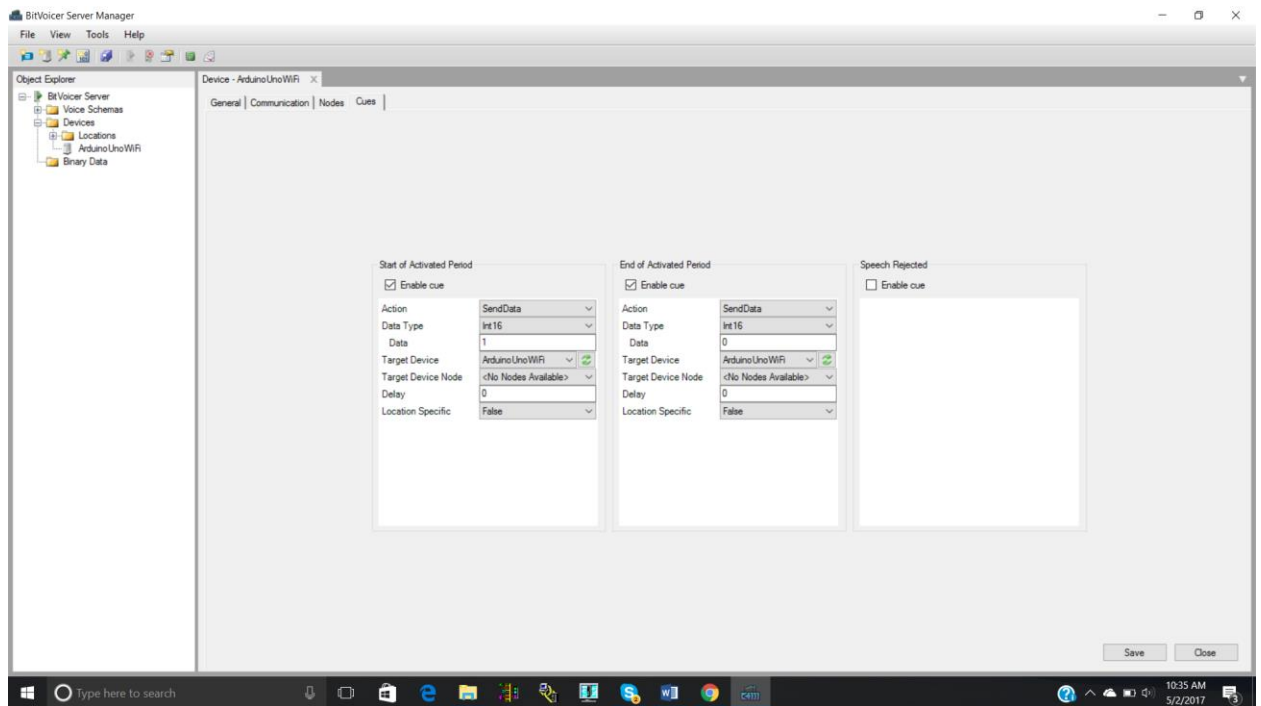 BitVoicer Server Manager
File View Tools Help
Object Explorer
BitVoicer Server
Voice Schemas
Devices
Locations
ArduinoUnoWiFi
Binary Data
Device - ArduinoUnoWiFi
General Communication Nodes Cues
Start of Activated Period
Enable cue
Action SendData
Data Type Int16
Data 1
Target Device ArduinoUnoWiFi
Target Device Node <No Nodes Available>
Delay 0
Location Specific False
End of Activated Period
Enable cue
Action SendData
Data Type Int16
Data 0
Target Device ArduinoUnoWiFi
Target Device Node <No Nodes Available>
Delay 0
Location Specific False
Speech Rejected
Enable cue
Save Close
Type here to search
10:35 AM
5/2/2017
3